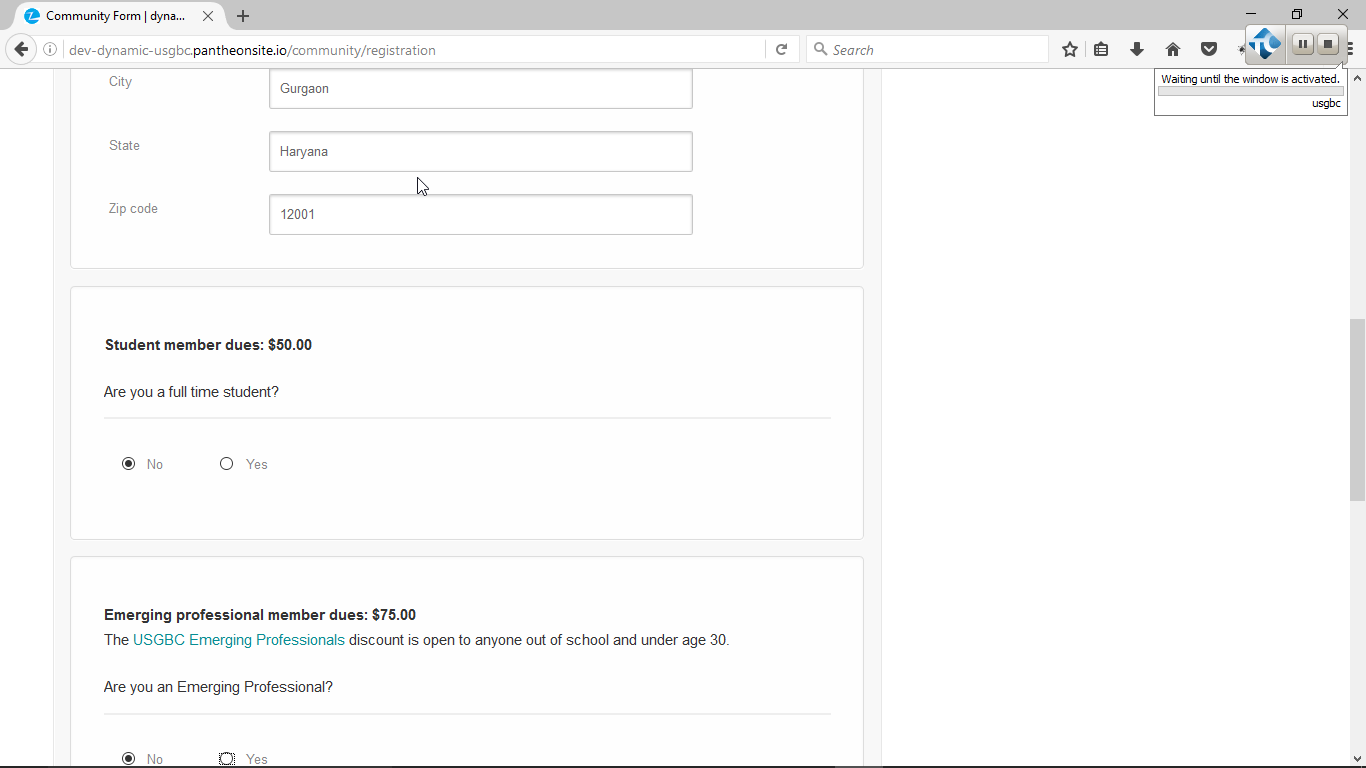 Community Form | dyna...
dev-dynamic-usgbc.pantheonsite.io/community/registration
Search
Waiting until the window is activated.
usgbc
City
Gurgaon
State
Haryana
Zip code
12001
Student member dues: $50.00
Are you a full time student?
No
Yes
Emerging professional member dues: $75.00
The USGBC Emerging Professionals discount is open to anyone out of school and under age 30.
Are you an Emerging Professional?
No
Yes